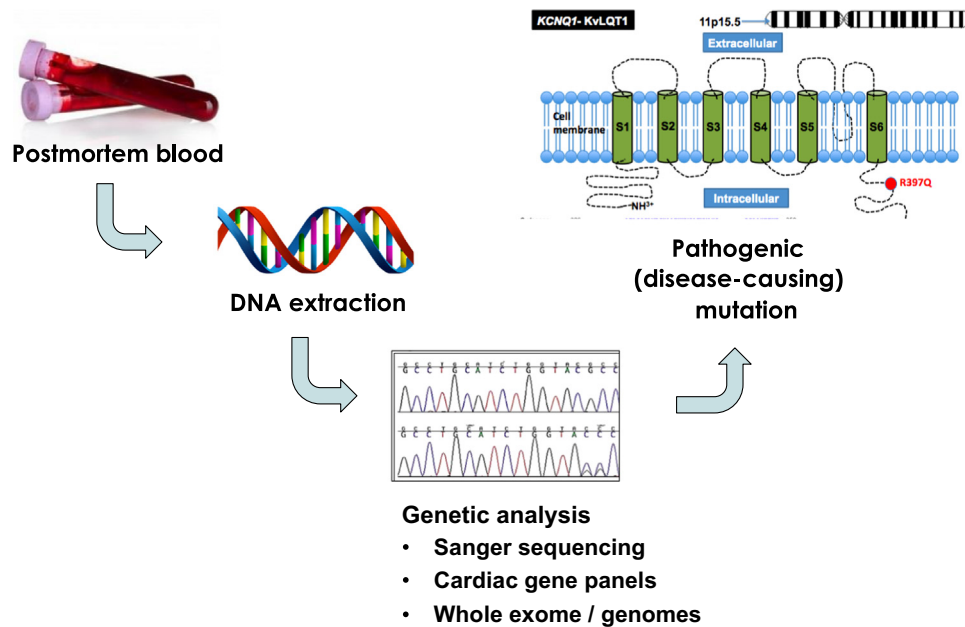 KCNQ1- KvLQT1
11p15.5
Extracellular
Cell
membrane
S1
S2
S3
S4
S5
S6
R397Q
NH³⁺
Intracellular
Postmortem blood
DNA extraction
Pathogenic
(disease-causing)
mutation
G C C T G C A T C T G G T A C G C C
G C C T G C A T C T G G T A C C C
Genetic analysis
• Sanger sequencing
• Cardiac gene panels
• Whole exome / genomes